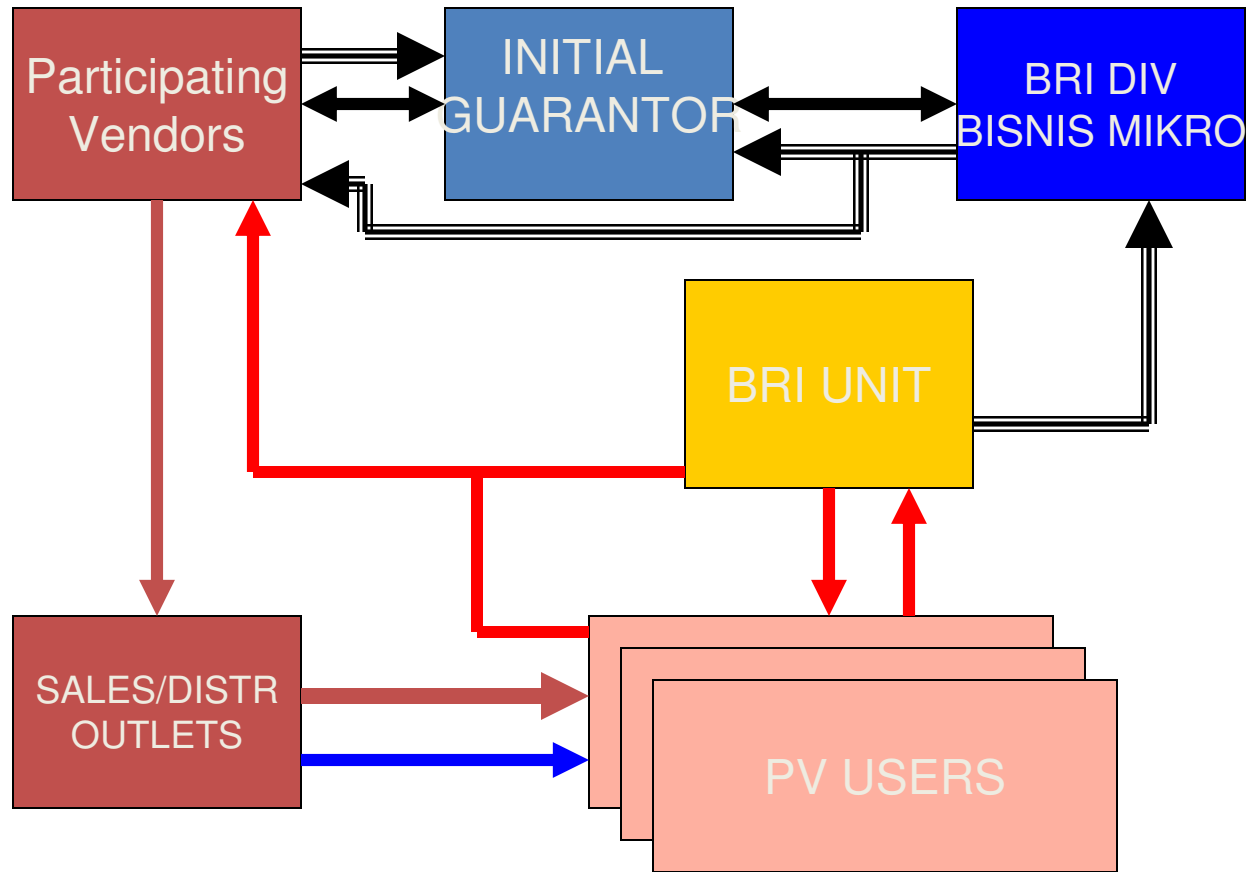 Participating
Vendors
INITIAL
GUARANTOR
BRI DIV
BISNIS MIKRO
BRI UNIT
SALES/DISTR
OUTLETS
PV USERS